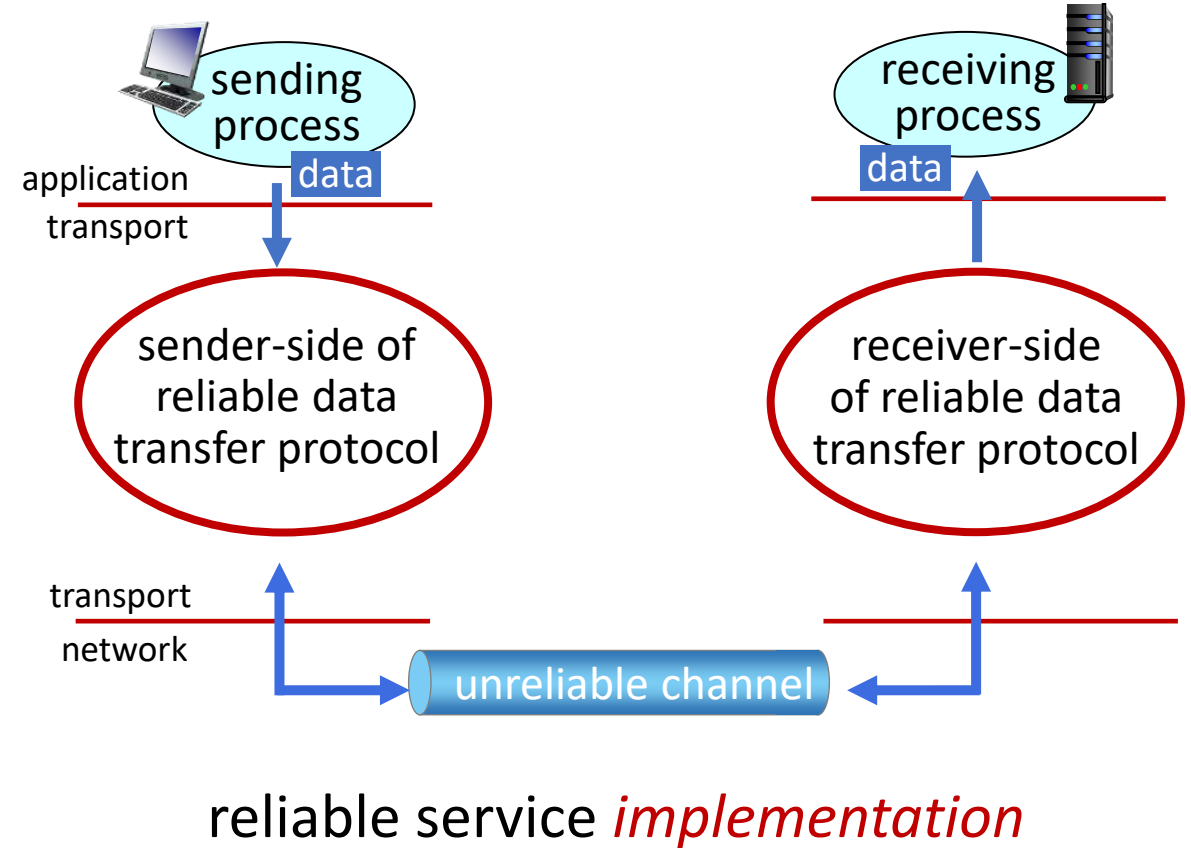 sending
process
data
application
transport
receiving
process
data
sender-side of
reliable data
transfer protocol
receiver-side
of reliable data
transfer protocol
transport
network
unreliable channel
reliable service implementation